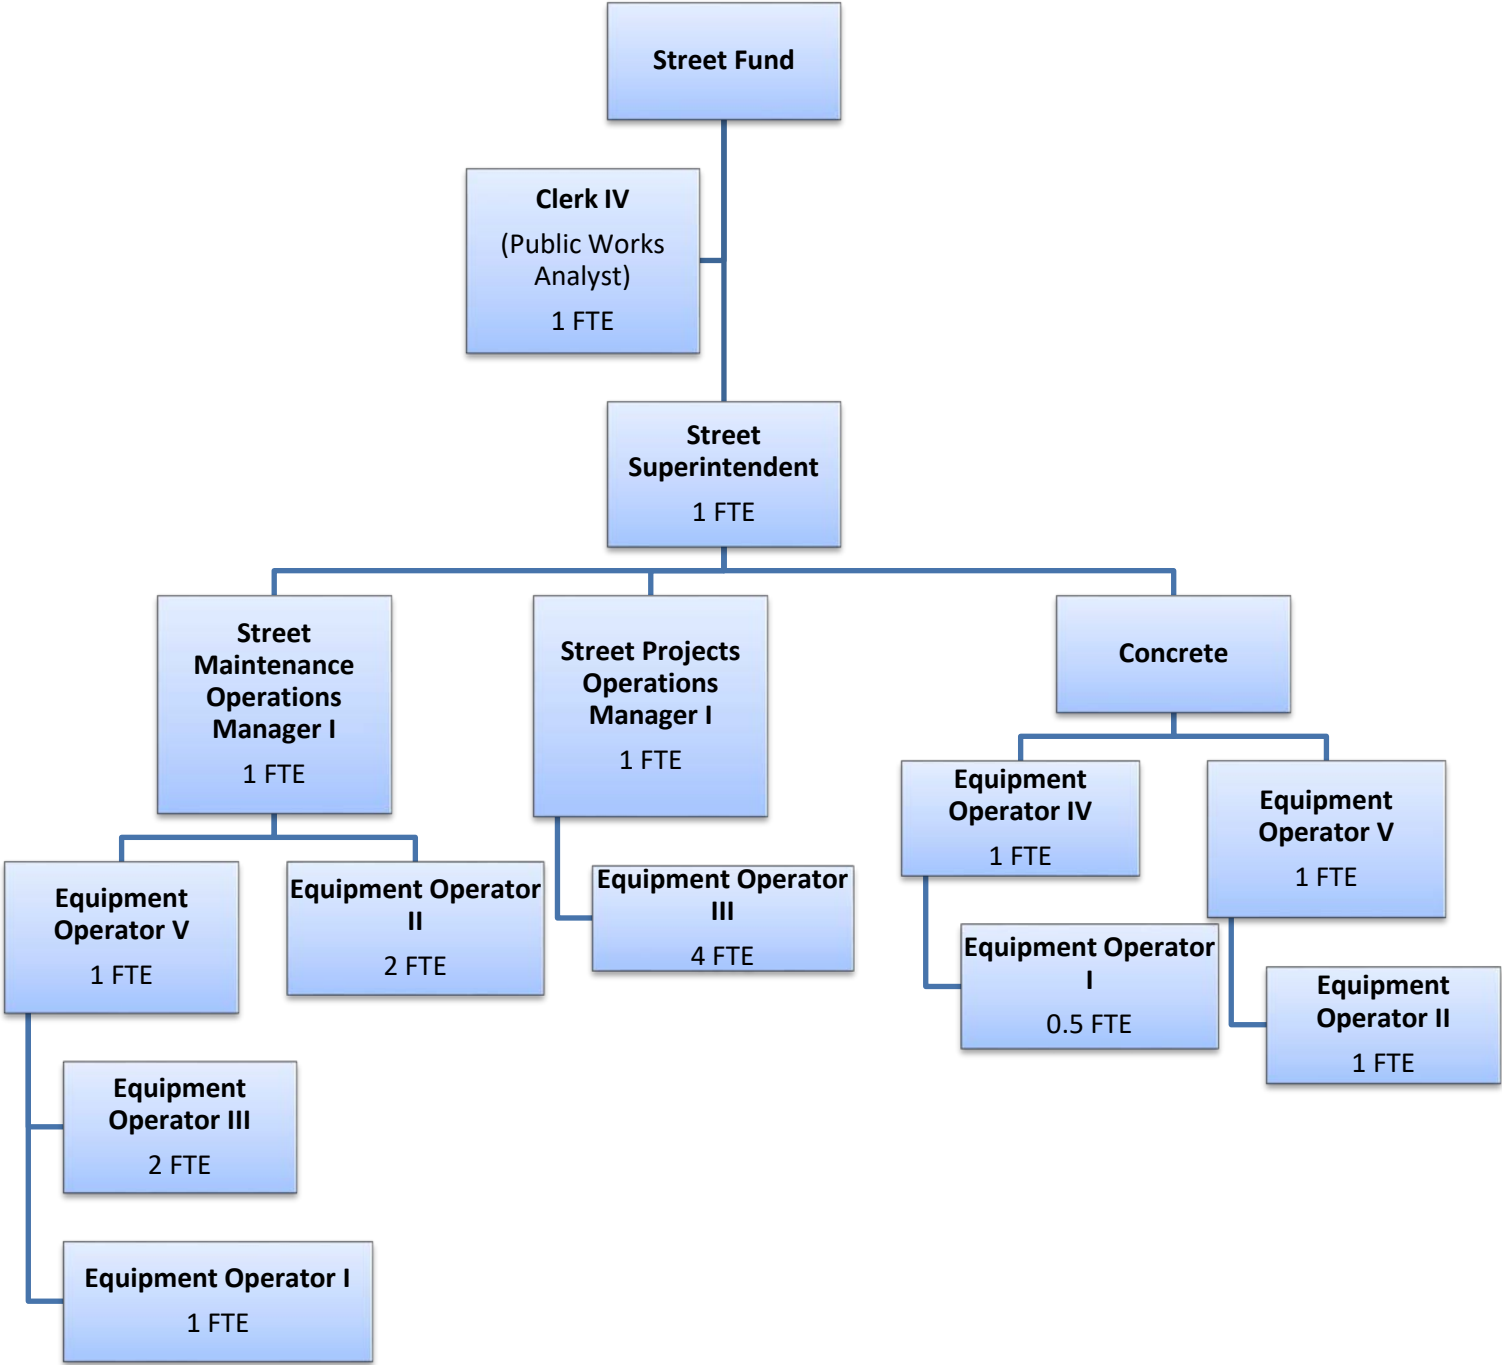 Street Fund
Clerk IV
(Public Works
Analyst)
1 FTE
Street
Superintendent
1 FTE
Street
Maintenance
Operations
Manager I
1 FTE
Street Projects
Operations
Manager I
1 FTE
Concrete
Equipment
Operator V
1 FTE
Equipment Operator
II
2 FTE
Equipment Operator
III
4 FTE
Equipment
Operator IV
1 FTE
Equipment
Operator V
1 FTE
Equipment Operator
I
0.5 FTE
Equipment
Operator II
1 FTE
Equipment
Operator III
2 FTE
Equipment Operator I
1 FTE